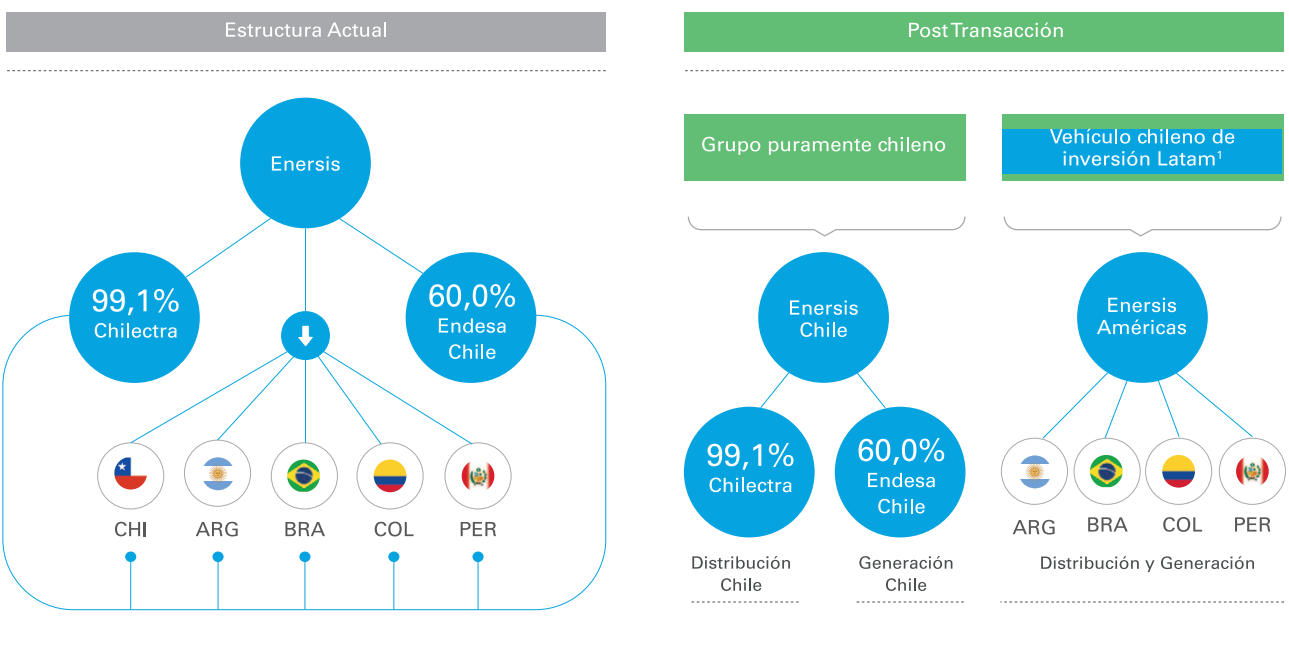 Estructura Actual
Enersis
99,1%
Chilectra
60,0%
Endesa
Chile
CHI
ARG
BRA
COL
PER
Post Transacción
Grupo puramente chileno
Vehículo chileno de
inversión Latam¹
Enersis
Chile
Enersis
Américas
99,1%
Chilectra
60,0%
Endesa
Chile
ARG
BRA
COL
PER
Distribución
Chile
Generación
Chile
Distribución y Generación